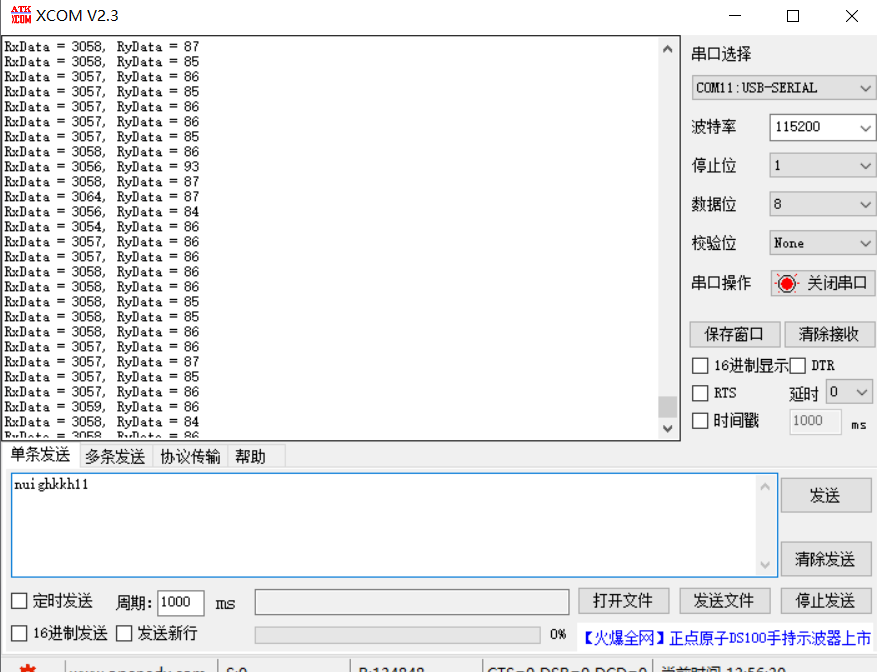 ATK
XCOM
XCOM V2.3
RxData = 3058, RyData = 87
RxData = 3058, RyData = 85
RxData = 3057, RyData = 86
RxData = 3057, RyData = 85
RxData = 3057, RyData = 86
RxData = 3057, RyData = 86
RxData = 3057, RyData = 85
RxData = 3058, RyData = 86
RxData = 3056, RyData = 93
RxData = 3058, RyData = 87
RxData = 3064, RyData = 87
RxData = 3056, RyData = 84
RxData = 3054, RyData = 86
RxData = 3057, RyData = 86
RxData = 3057, RyData = 86
RxData = 3058, RyData = 86
RxData = 3058, RyData = 86
RxData = 3058, RyData = 85
RxData = 3058, RyData = 85
RxData = 3058, RyData = 86
RxData = 3057, RyData = 86
RxData = 3057, RyData = 87
RxData = 3057, RyData = 85
RxData = 3057, RyData = 86
RxData = 3059, RyData = 86
RxData = 3058, RyData = 84
RxData = 3058, RyData = 86
串口选择
COM11:USB-SERIAL
波特率 115200
停止位 1
数据位 8
校验位 None
串口操作 关闭串口
保存窗口 清除接收
16进制显示 DTR
RTS 延时 0
时间戳 1000 ms
单条发送 多条发送 协议传输 帮助
nuighkkh11
发送
清除发送
定时发送 周期: 1000 ms 打开文件 发送文件 停止发送
16进制发送 发送新行 0% 【火爆全网】正点原子DS100手持示波器上市
www.openedv.com S:0 R:134848 CTS=0 DSR=0 DCD=0